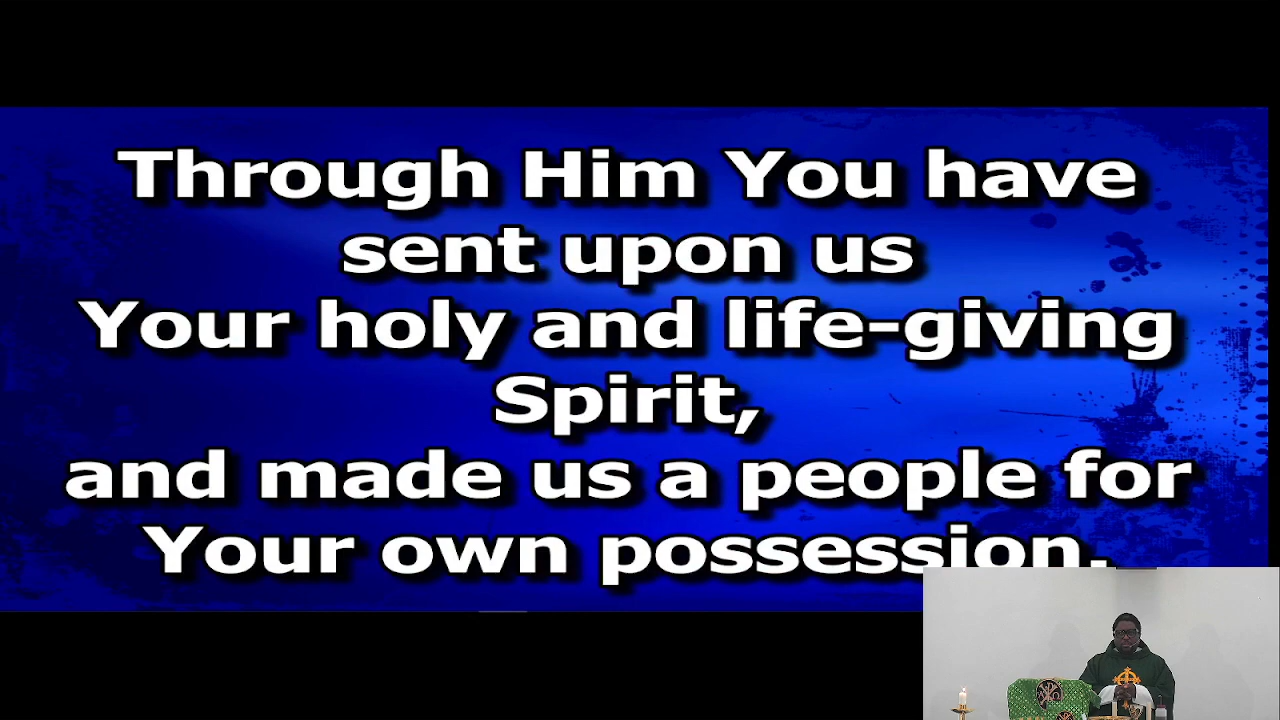 Through Him You have
sent upon us
Your holy and life-giving
Spirit,
and made us a people for
Your own possession.